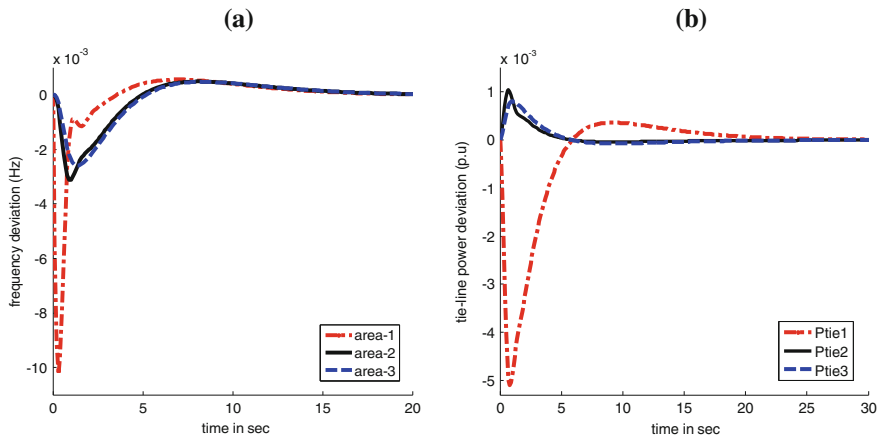 (a)
x 10-3
0
-2
-4
-6
-8
-10
0
5
10
15
20
frequency deviation (Hz)
time in sec
area-1
area-2
area-3
(b)
x 10-3
1
0
1
-2
-3
-4
-5
0
5
10
15
20
25
30
tie-line power deviation (p.u)
time in sec
Ptie1
Ptie2
Ptie3